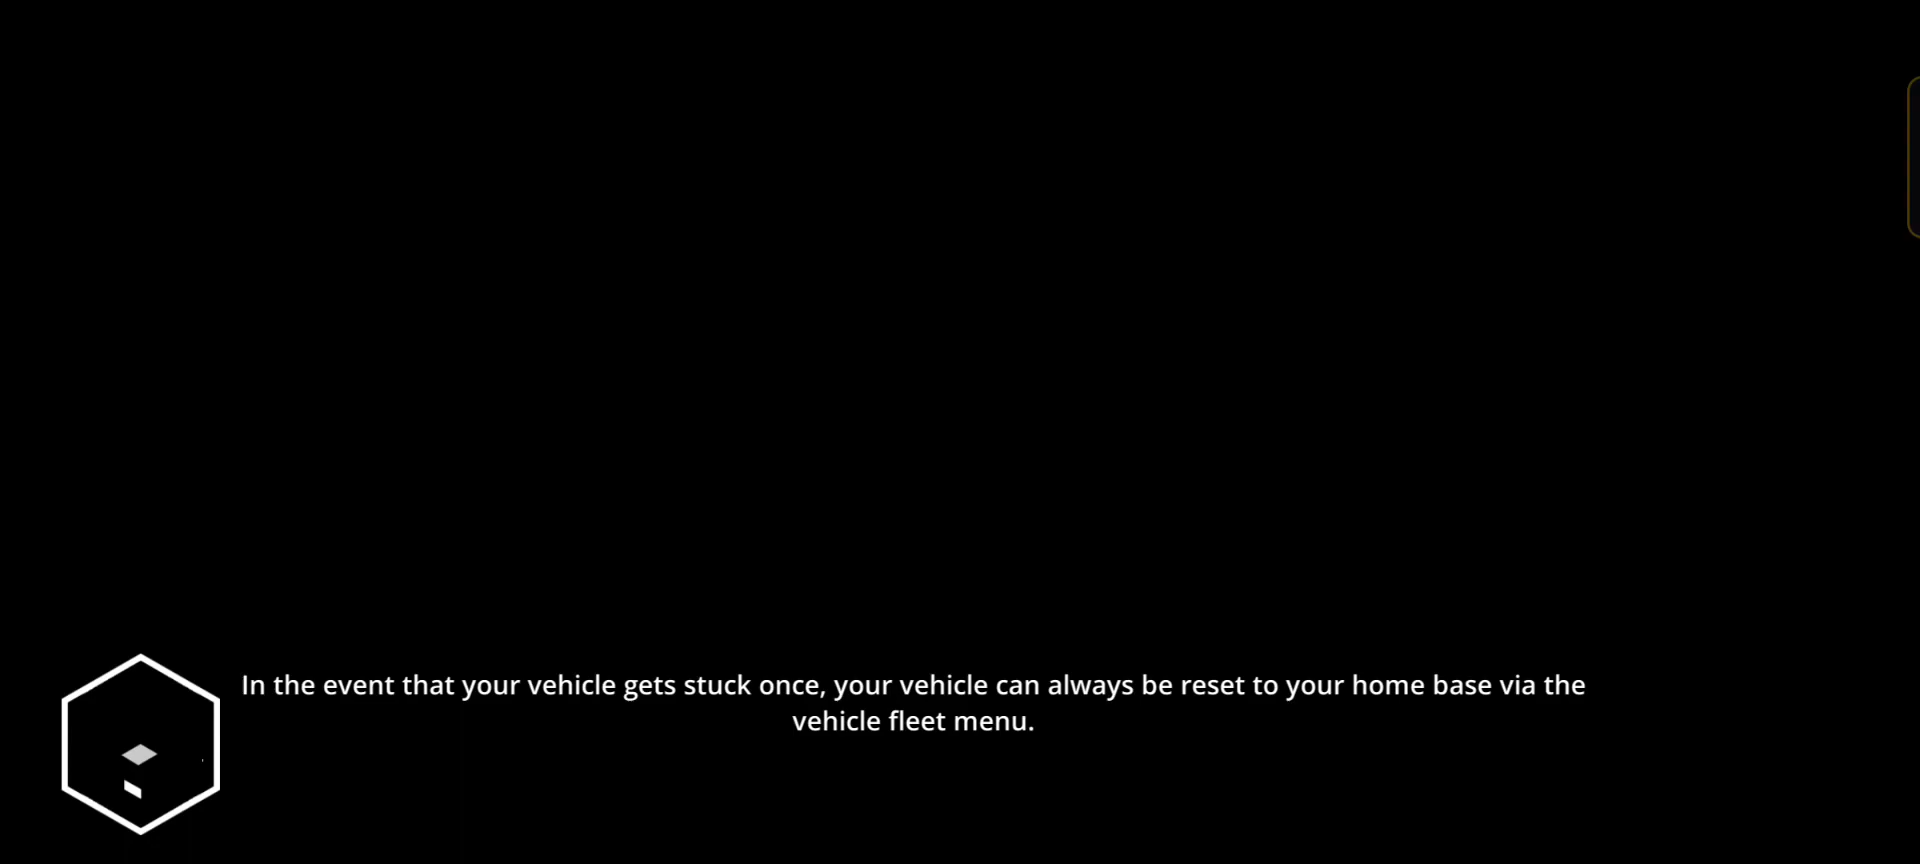 In the event that your vehicle gets stuck once, your vehicle can always be reset to your home base via the
vehicle fleet menu.